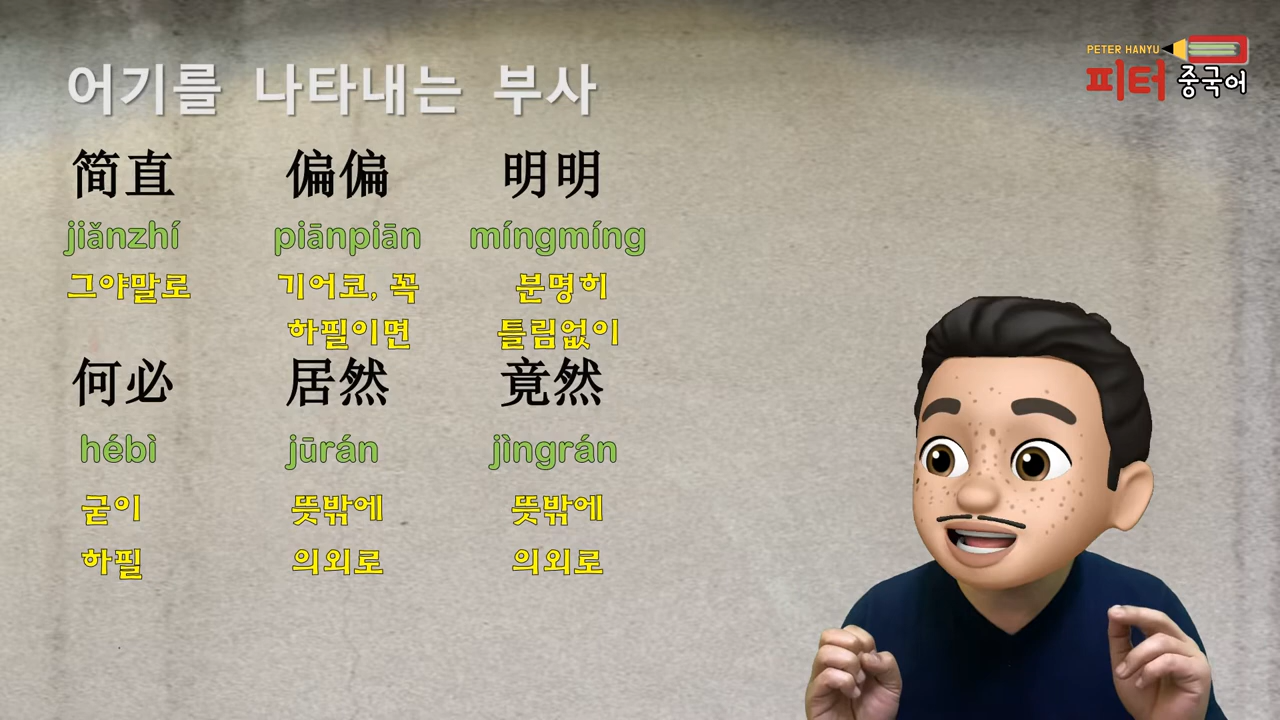 어기를 나타내는 부사
PETER HANYU
피터 중국어
简直 偏偏 明明
jiǎnzhí piānpiān míngmíng
그야말로 기어코, 꼭 분명히
하필이면 틀림없이
何必 居然 竟然
hébì jūrán jìngrán
굳이 뜻밖에 뜻밖에
하필 의외로 의외로